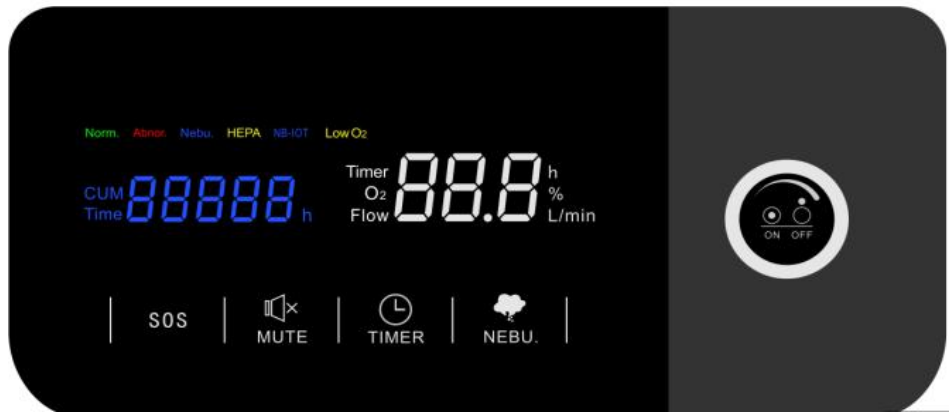 Norm. Abnor. Nebu. HEPA NB-IOT Low O2
CUM Time 88888 h
Timer h
O2 88.8 %
Flow L/min
ON OFF
SOS MUTE TIMER NEBU.